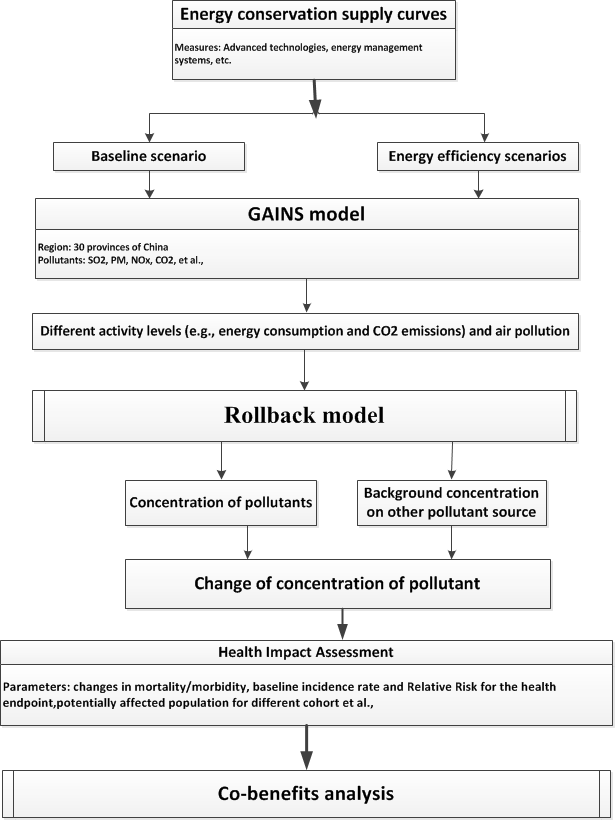 Energy conservation supply curves
Measures: Advanced technologies, energy management
systems, etc.
Baseline scenario
Energy efficiency scenarios
GAINS model
Region: 30 provinces of China
Pollutants: SO2, PM, NOx, CO2, et al.,
Different activity levels (e.g., energy consumption and CO2 emissions) and air pollution
Rollback model
Concentration of pollutants
Background concentration
on other pollutant source
Change of concentration of pollutant
Health Impact Assessment
Parameters: changes in mortality/morbidity, baseline incidence rate and Relative Risk for the health
endpoint,potentially affected population for different cohort et al.,
Co-benefits analysis